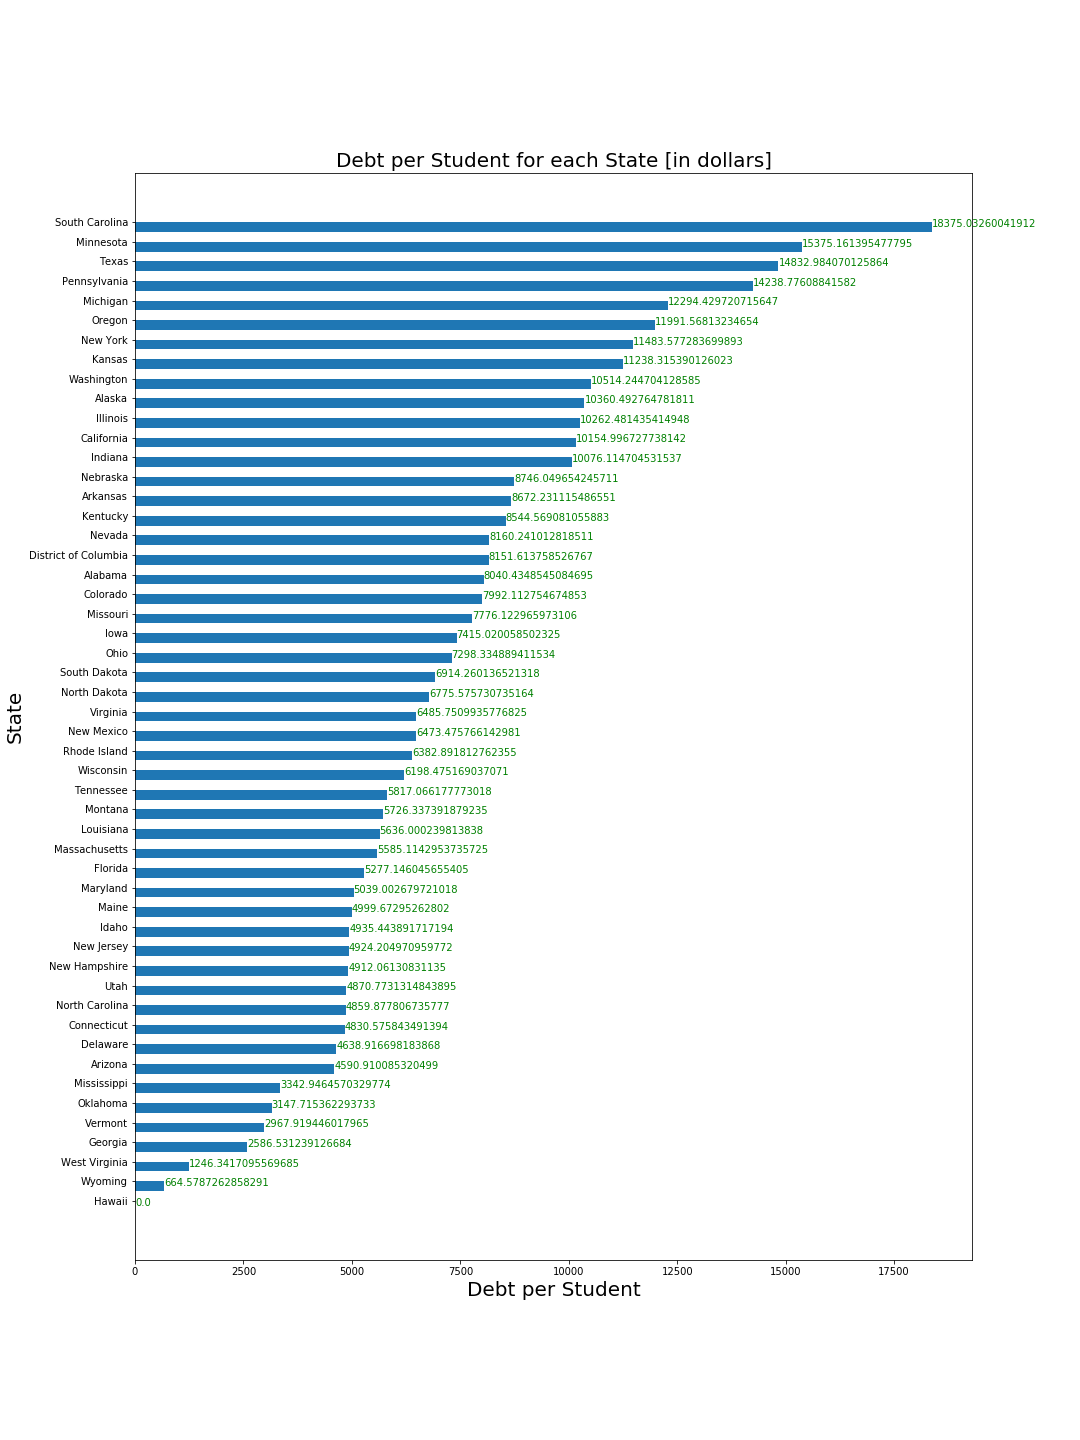 Debt per Student for each State [in dollars]
South Carolina 18375.03260041912
Minnesota 15375.161395477795
Texas 14832.984070125864
Pennsylvania 14238.77608841582
Michigan 12294.429720715647
Oregon 11991.56813234654
New York 11483.577283699893
Kansas 11238.315390126023
Washington 10514.244704128585
Alaska 10360.492764781811
Illinois 10262.481435414948
California 10154.996727738142
Indiana 10076.114704531537
Nebraska 8746.049654245711
Arkansas 8672.231115486551
Kentucky 8544.569081055883
Nevada 8160.241012818511
District of Columbia 8151.613758526767
Alabama 8040.4348545084695
Colorado 7992.112754674853
Missouri 7776.122965973106
Iowa 7415.020058502325
Ohio 7298.334889411534
South Dakota 6914.260136521318
North Dakota 6775.575730735164
Virginia 6485.7509935776825
New Mexico 6473.475766142981
Rhode Island 6382.891812762355
Wisconsin 6198.475169037071
Tennessee 5817.066177773018
Montana 5726.337391879235
Louisiana 5636.000239813838
Massachusetts 5585.1142953735725
Florida 5277.146045655405
Maryland 5039.002679721018
Maine 4999.67295262802
Idaho 4935.443891717194
New Jersey 4924.204970959772
New Hampshire 4912.06130831135
Utah 4870.7731314843895
North Carolina 4859.877806735777
Connecticut 4830.575843491394
Delaware 4638.916698183868
Arizona 4590.910085320499
Mississippi 3342.9464570329774
Oklahoma 3147.715362293733
Vermont 2967.919446017965
Georgia 2586.531239126684
West Virginia 1246.3417095569685
Wyoming 664.5787262858291
Hawaii 0.0
0 2500 5000 7500 10000 12500 15000 17500
Debt per Student
State